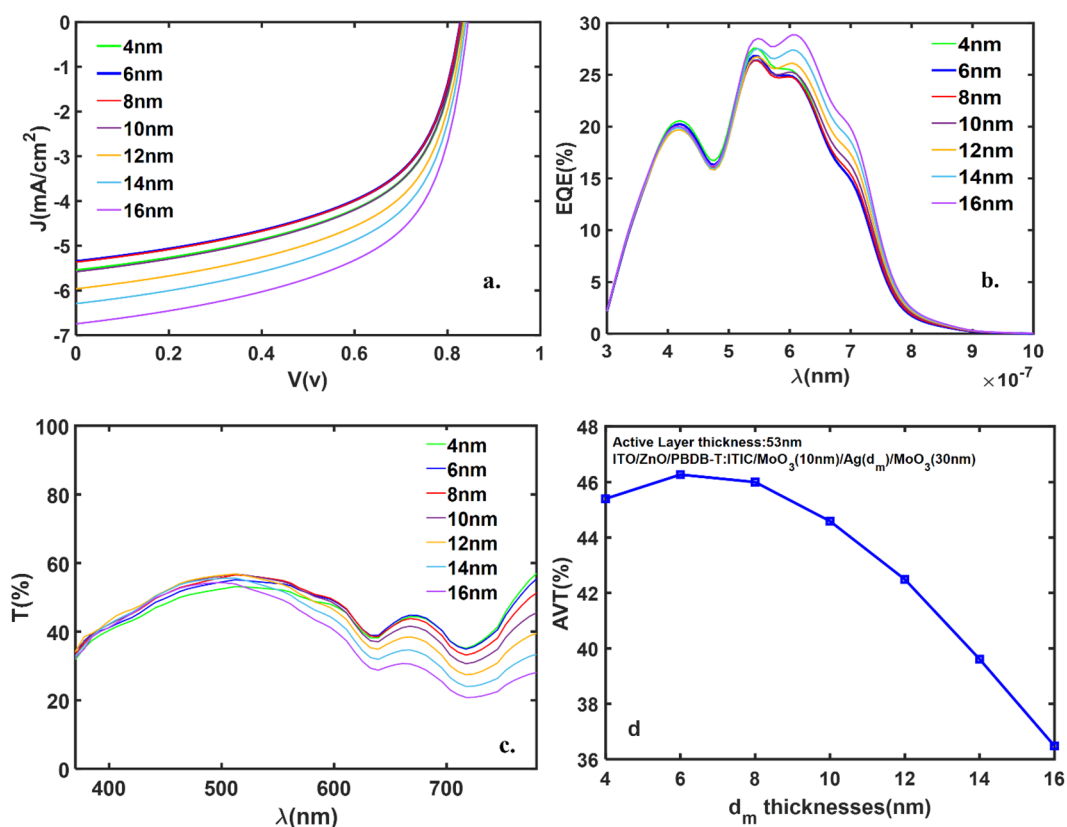 0
-1
-2
-3
-4
-5
-6
-7
J(mA/cm²)
4nm
6nm
8nm
10nm
12nm
14nm
16nm
a.
0
0.2
0.4
0.6
0.8
1
V(v)
30
25
20
15
10
5
0
EQE(%)
4nm
6nm
8nm
10nm
12nm
14nm
16nm
b.
3
4
5
6
7
8
9
10
λ(nm)
×10⁻⁷
100
80
60
40
20
0
T(%)
4nm
6nm
8nm
10nm
12nm
14nm
16nm
c.
400
500
600
700
λ(nm)
48
46
44
42
40
38
36
AVT(%)
Active Layer thickness:53nm
ITO/ZnO/PBDB-T:ITIC/MoO₃(10nm)/Ag(dₘ)/MoO₃(30nm)
d
4
6
8
10
12
14
16
dₘ thicknesses(nm)